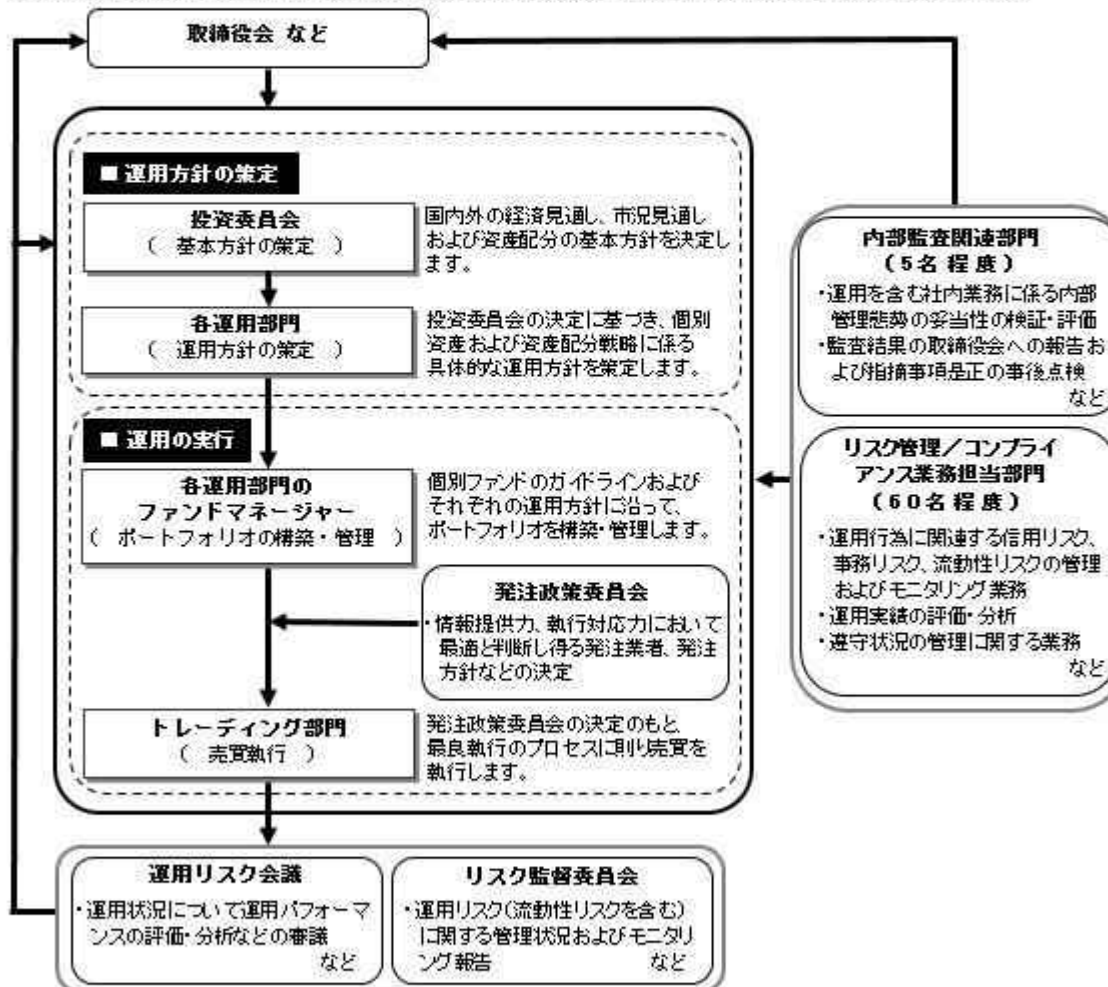 取締役会 など
■ 運用方針の策定
投資委員会
( 基本方針の策定 )
国内外の経済見通し、市況見通し
および資産配分の基本方針を決定し
ます。
各運用部門
( 運用方針の策定 )
投資委員会の決定に基づき、個別
資産および資産配分戦略に係る
具体的な運用方針を策定します。
■ 運用の実行
各運用部門の
ファンドマネージャー
( ポートフォリオの構築・管理 )
個別ファンドのガイドラインおよび
それぞれの運用方針に沿って、
ポートフォリオを構築・管理します。
発注政策委員会
・情報提供力、執行対応力において
最適と判断し得る発注業者、発注
方針などの決定
トレーディング部門
( 売買執行 )
発注政策委員会の決定のもと、
最良執行のプロセスに則り売買を
執行します。
内部監査関連部門
(5名程度)
・運用を含む社内業務に係る内部
管理態勢の妥当性の検証・評価
・監査結果の取締役会への報告お
よび指摘事項是正の事後点検
など
リスク管理/コンプライ
アンス業務担当部門
(60名程度)
・運用行為に関連する信用リスク、
事務リスク、流動性リスクの管理
およびモニタリング業務
・運用実績の評価・分析
・遵守状況の管理に関する業務
など
運用リスク会議
・運用状況について運用パフォーマ
ンスの評価・分析などの審議
など
リスク監督委員会
・運用リスク(流動性リスクを含む)
に関する管理状況およびモニタリ
ング報告 など